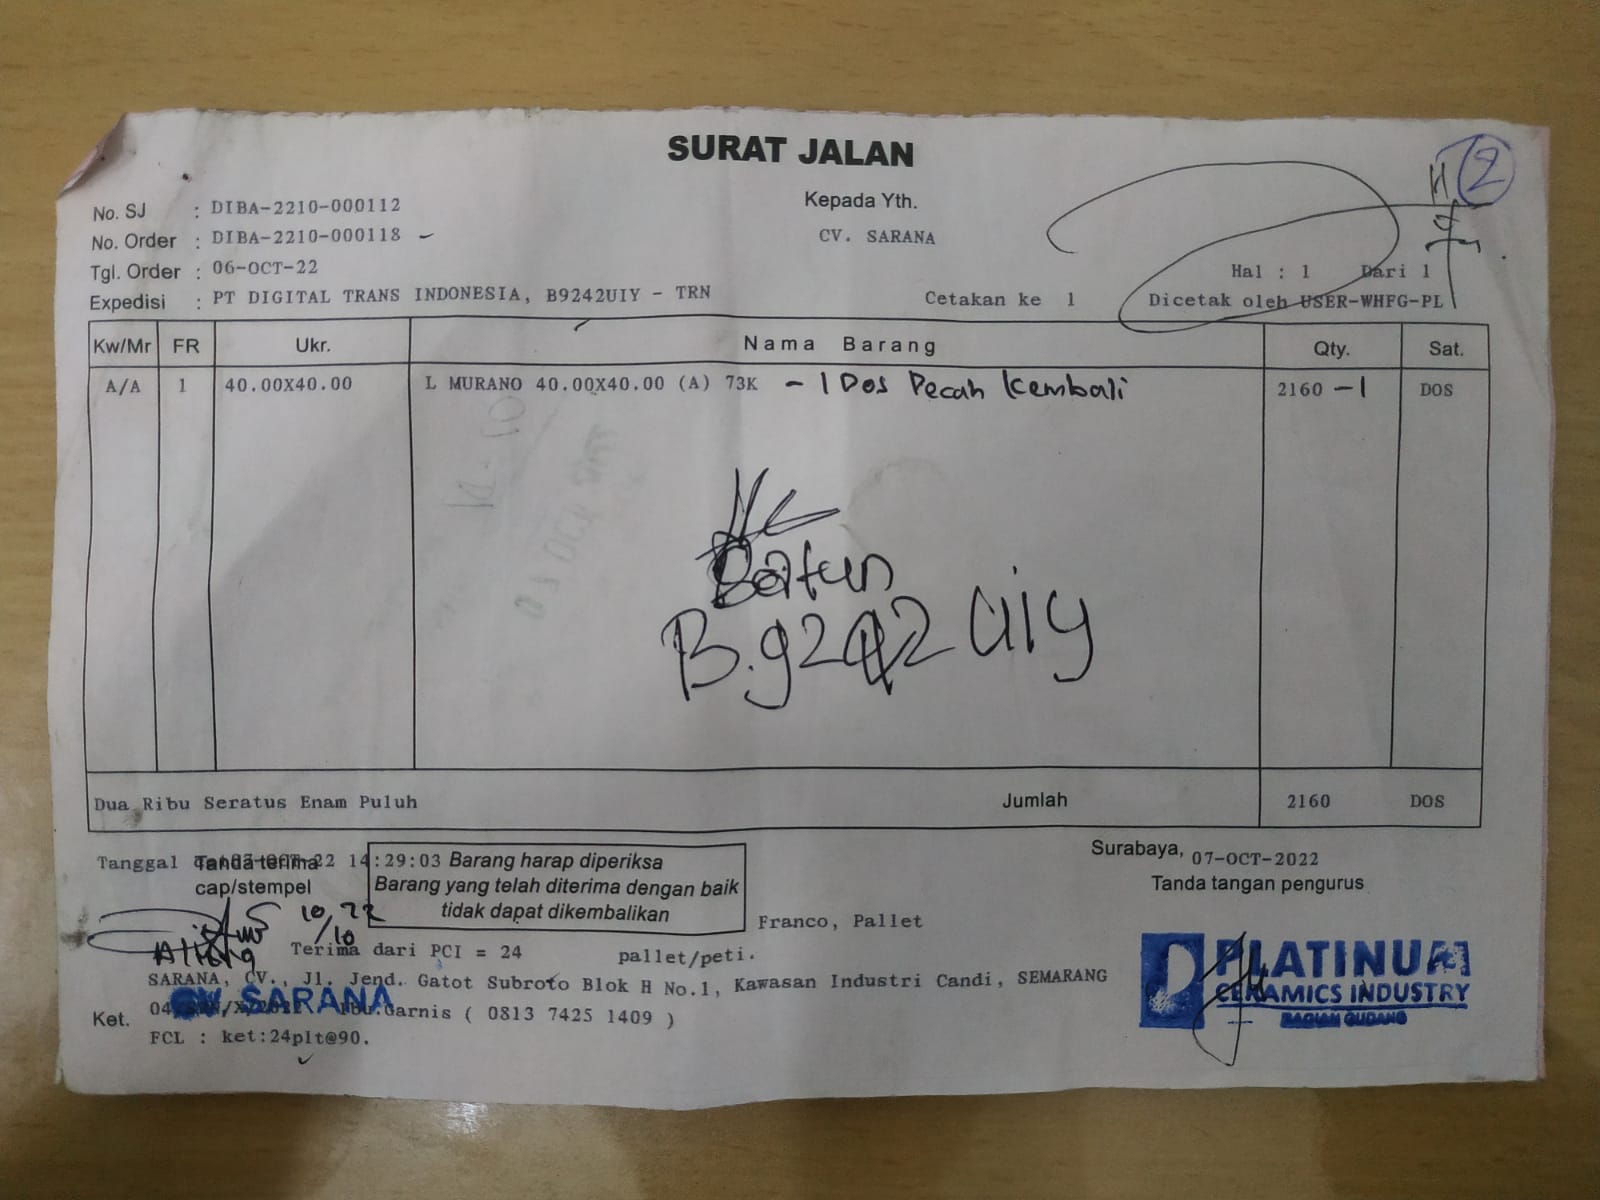 SURAT JALAN
H 2
No. SJ : DIBA-2210-000112
No. Order : DIBA-2210-000118
Tgl. Order : 06-OCT-22
Expedisi : PT DIGITAL TRANS INDONESIA, B9242UIY - TRN
Kepada Yth.
CV. SARANA
Hal : 1 Dari 1
Cetakan ke 1 Dicetak oleh USER-WHFG-PL
Kw/Mr FR Ukr. Nama Barang Qty. Sat.
A/A 1 40.00X40.00 L MURANO 40.00X40.00 (A) 73K - 1 Dos Pecah Kembali 2160 -1 DOS
B.9242 UIY
Dua Ribu Seratus Enam Puluh Jumlah 2160 DOS
Tanggal 22 14:29:03
Tanda terima
cap/stempel
Barang harap diperiksa
Barang yang telah diterima dengan baik
tidak dapat dikembalikan
Surabaya, 07-OCT-2022
Tanda tangan pengurus
10/10 22
Franco, Pallet
Terima dari PCI = 24 pallet/peti.
SARANA, CV., Jl. Jend. Gatot Subroto Blok H No.1, Kawasan Industri Candi, SEMARANG
CV SARANA
Ket. ( 0813 7425 1409 )
FCL : ket:24plt@90.
PLATINUM
CERAMICS INDUSTRY
BAGIAN GUDANG